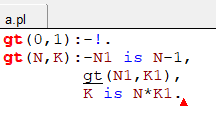 a.pl
gt(0,1):-!.
gt(N,K):-N1 is N-1,
gt(N1,K1),
K is N*K1.